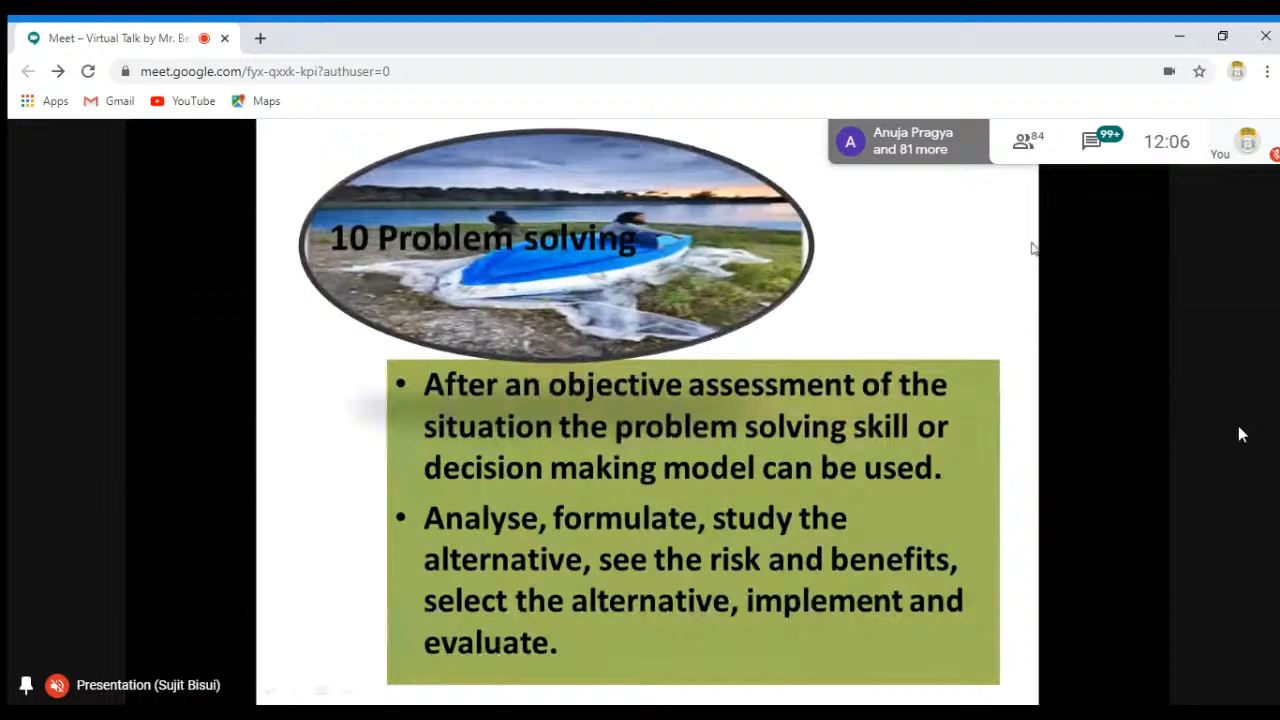 Meet – Virtual Talk by Mr. Be
meet.google.com/fyx-qxxk-kpi?authuser=0
Apps
Gmail
YouTube
Maps
A
Anuja Pragya
and 81 more
84
99+
12:06
You
10 Problem solving
• After an objective assessment of the
situation the problem solving skill or
decision making model can be used.
• Analyse, formulate, study the
alternative, see the risk and benefits,
select the alternative, implement and
evaluate.
Presentation (Sujit Bisui)